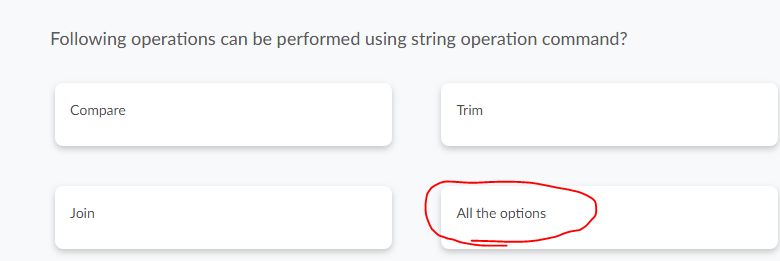 Following operations can be performed using string operation command?
Compare
Trim
Join
All the options